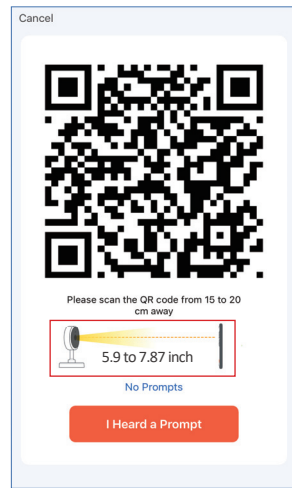 Cancel
Please scan the QR code from 15 to 20
cm away
5.9 to 7.87 inch
No Prompts
I Heard a Prompt